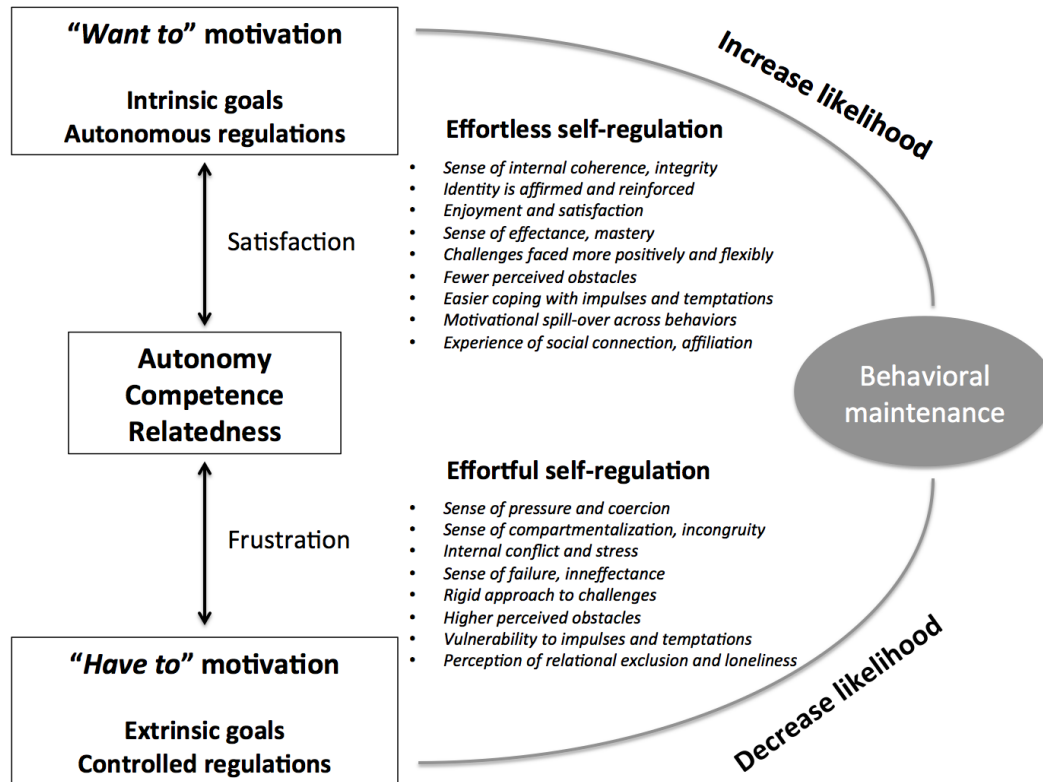 “Want to” motivation
Intrinsic goals
Autonomous regulations
Increase likelihood
Effortless self-regulation
• Sense of internal coherence, integrity
• Identity is affirmed and reinforced
• Enjoyment and satisfaction
• Sense of effectance, mastery
• Challenges faced more positively and flexibly
• Fewer perceived obstacles
• Easier coping with impulses and temptations
• Motivational spill-over across behaviors
• Experience of social connection, affiliation
Satisfaction
Autonomy
Competence
Relatedness
Behavioral
maintenance
Effortful self-regulation
• Sense of pressure and coercion
• Sense of compartmentalization, incongruity
• Internal conflict and stress
• Sense of failure, inneffectance
• Rigid approach to challenges
• Higher perceived obstacles
• Vulnerability to impulses and temptations
• Perception of relational exclusion and loneliness
Frustration
“Have to” motivation
Extrinsic goals
Controlled regulations
Decrease likelihood